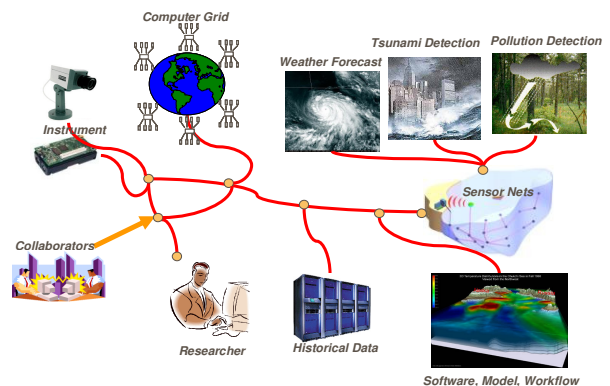 Computer Grid
Tsunami Detection
Pollution Detection
Weather Forecast
Instrument
Sensor Nets
Collaborators
Researcher
Historical Data
Software, Model, Workflow